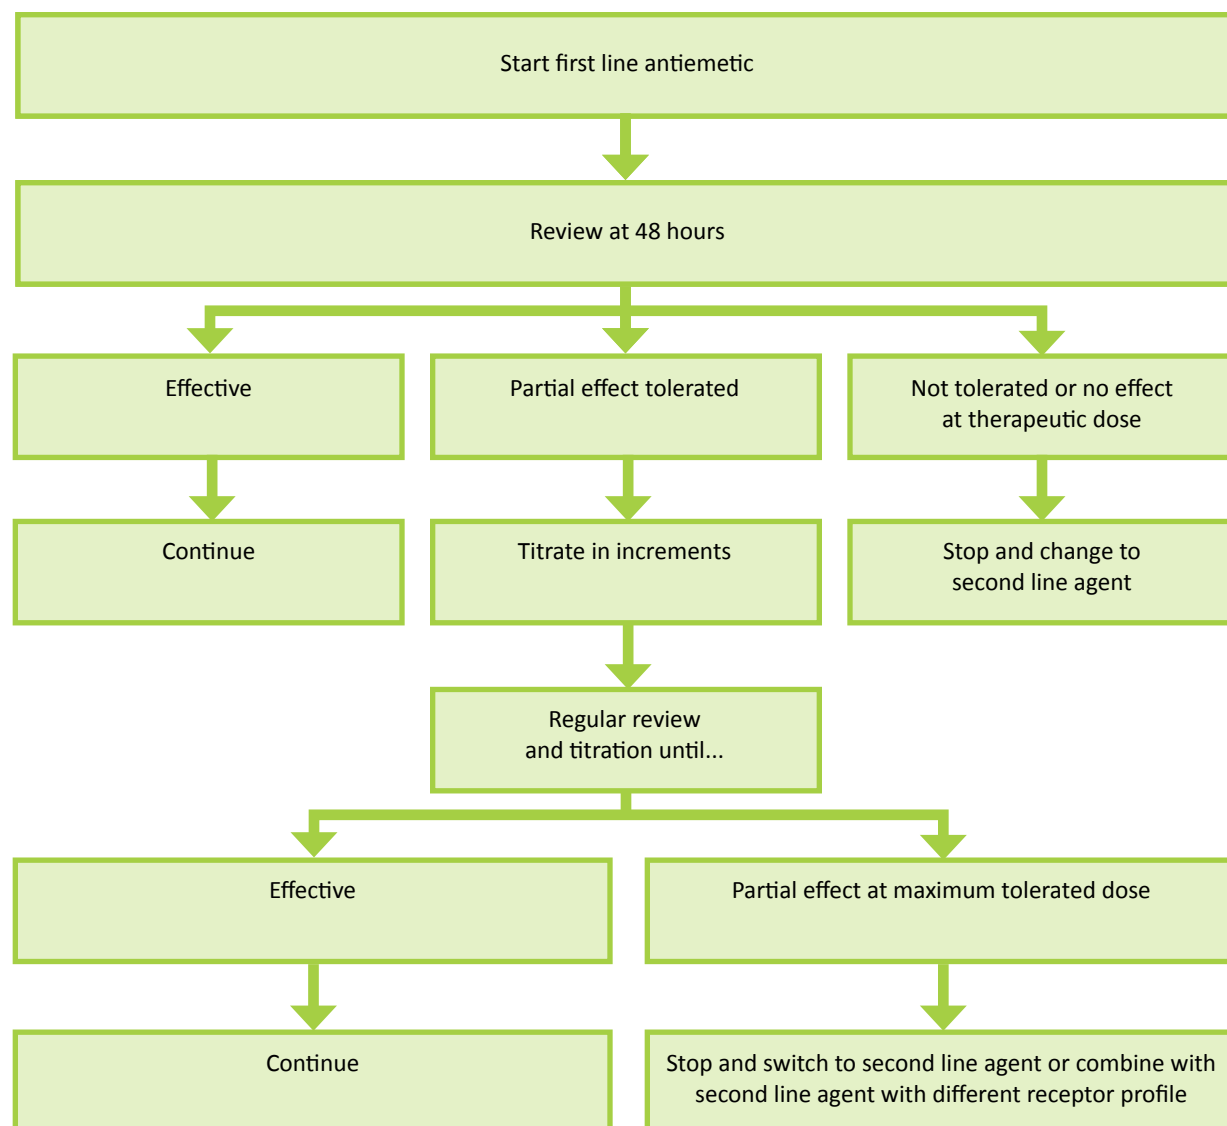 Start first line antiemetic
Review at 48 hours
Effective
Partial effect tolerated
Not tolerated or no effect
at therapeutic dose
Continue
Titrate in increments
Stop and change to
second line agent
Regular review
and titration until...
Effective
Partial effect at maximum tolerated dose
Continue
Stop and switch to second line agent or combine with
second line agent with different receptor profile